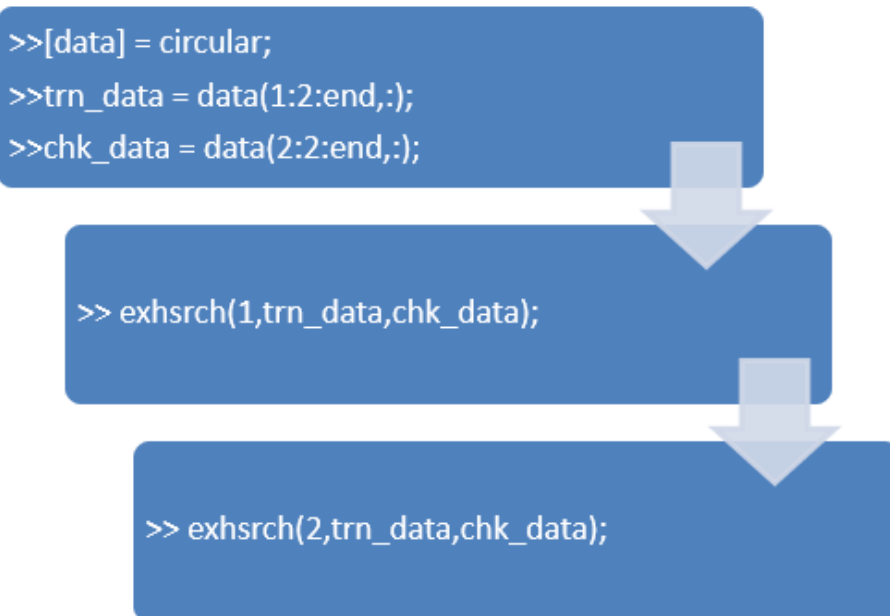 >>[data] = circular;
>>trn_data = data(1:2:end,:);
>>chk_data = data(2:2:end,:);
>> exhsrch(1,trn_data,chk_data);
>> exhsrch(2,trn_data,chk_data);